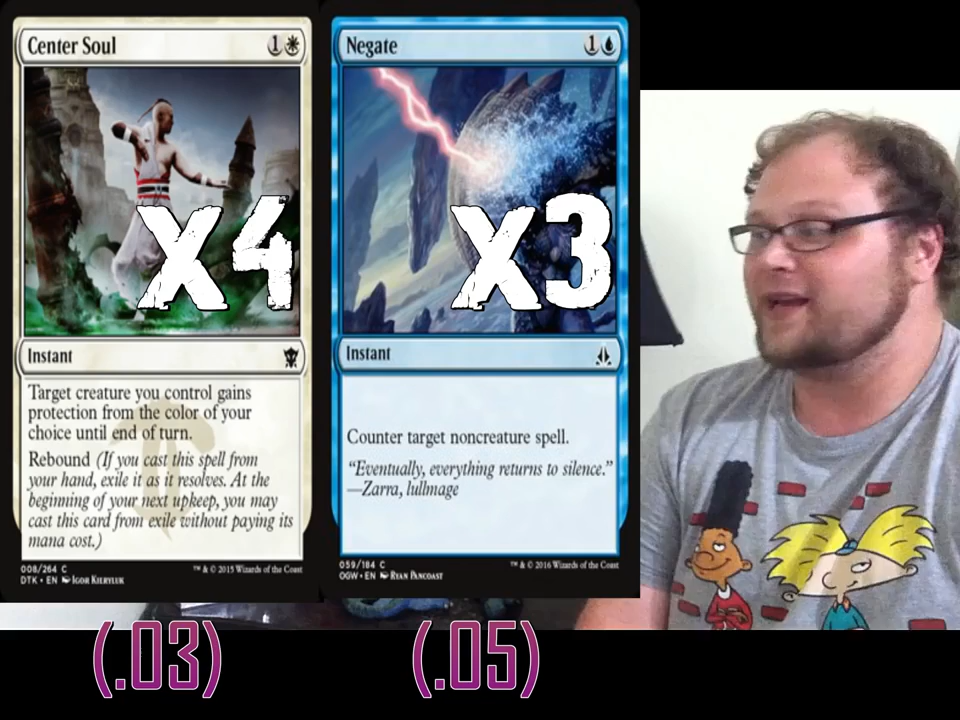 Center Soul 1
X4
Instant
Target creature you control gains
protection from the color of your
choice until end of turn.
Rebound (If you cast this spell from
your hand, exile it as it resolves. At the
beginning of your next upkeep, you may
cast this card from exile without paying its
mana cost.)
008/264 C
DTK • EN Igor Kieryluk
™ & © 2015 Wizards of the Coast
(.03)
Negate 1
X3
Instant
Counter target noncreature spell.
“Eventually, everything returns to silence.”
—Zarra, lullmage
059/184 C
OGW • EN Ryan Pancoast
™ & © 2016 Wizards of the Coast
(.05)